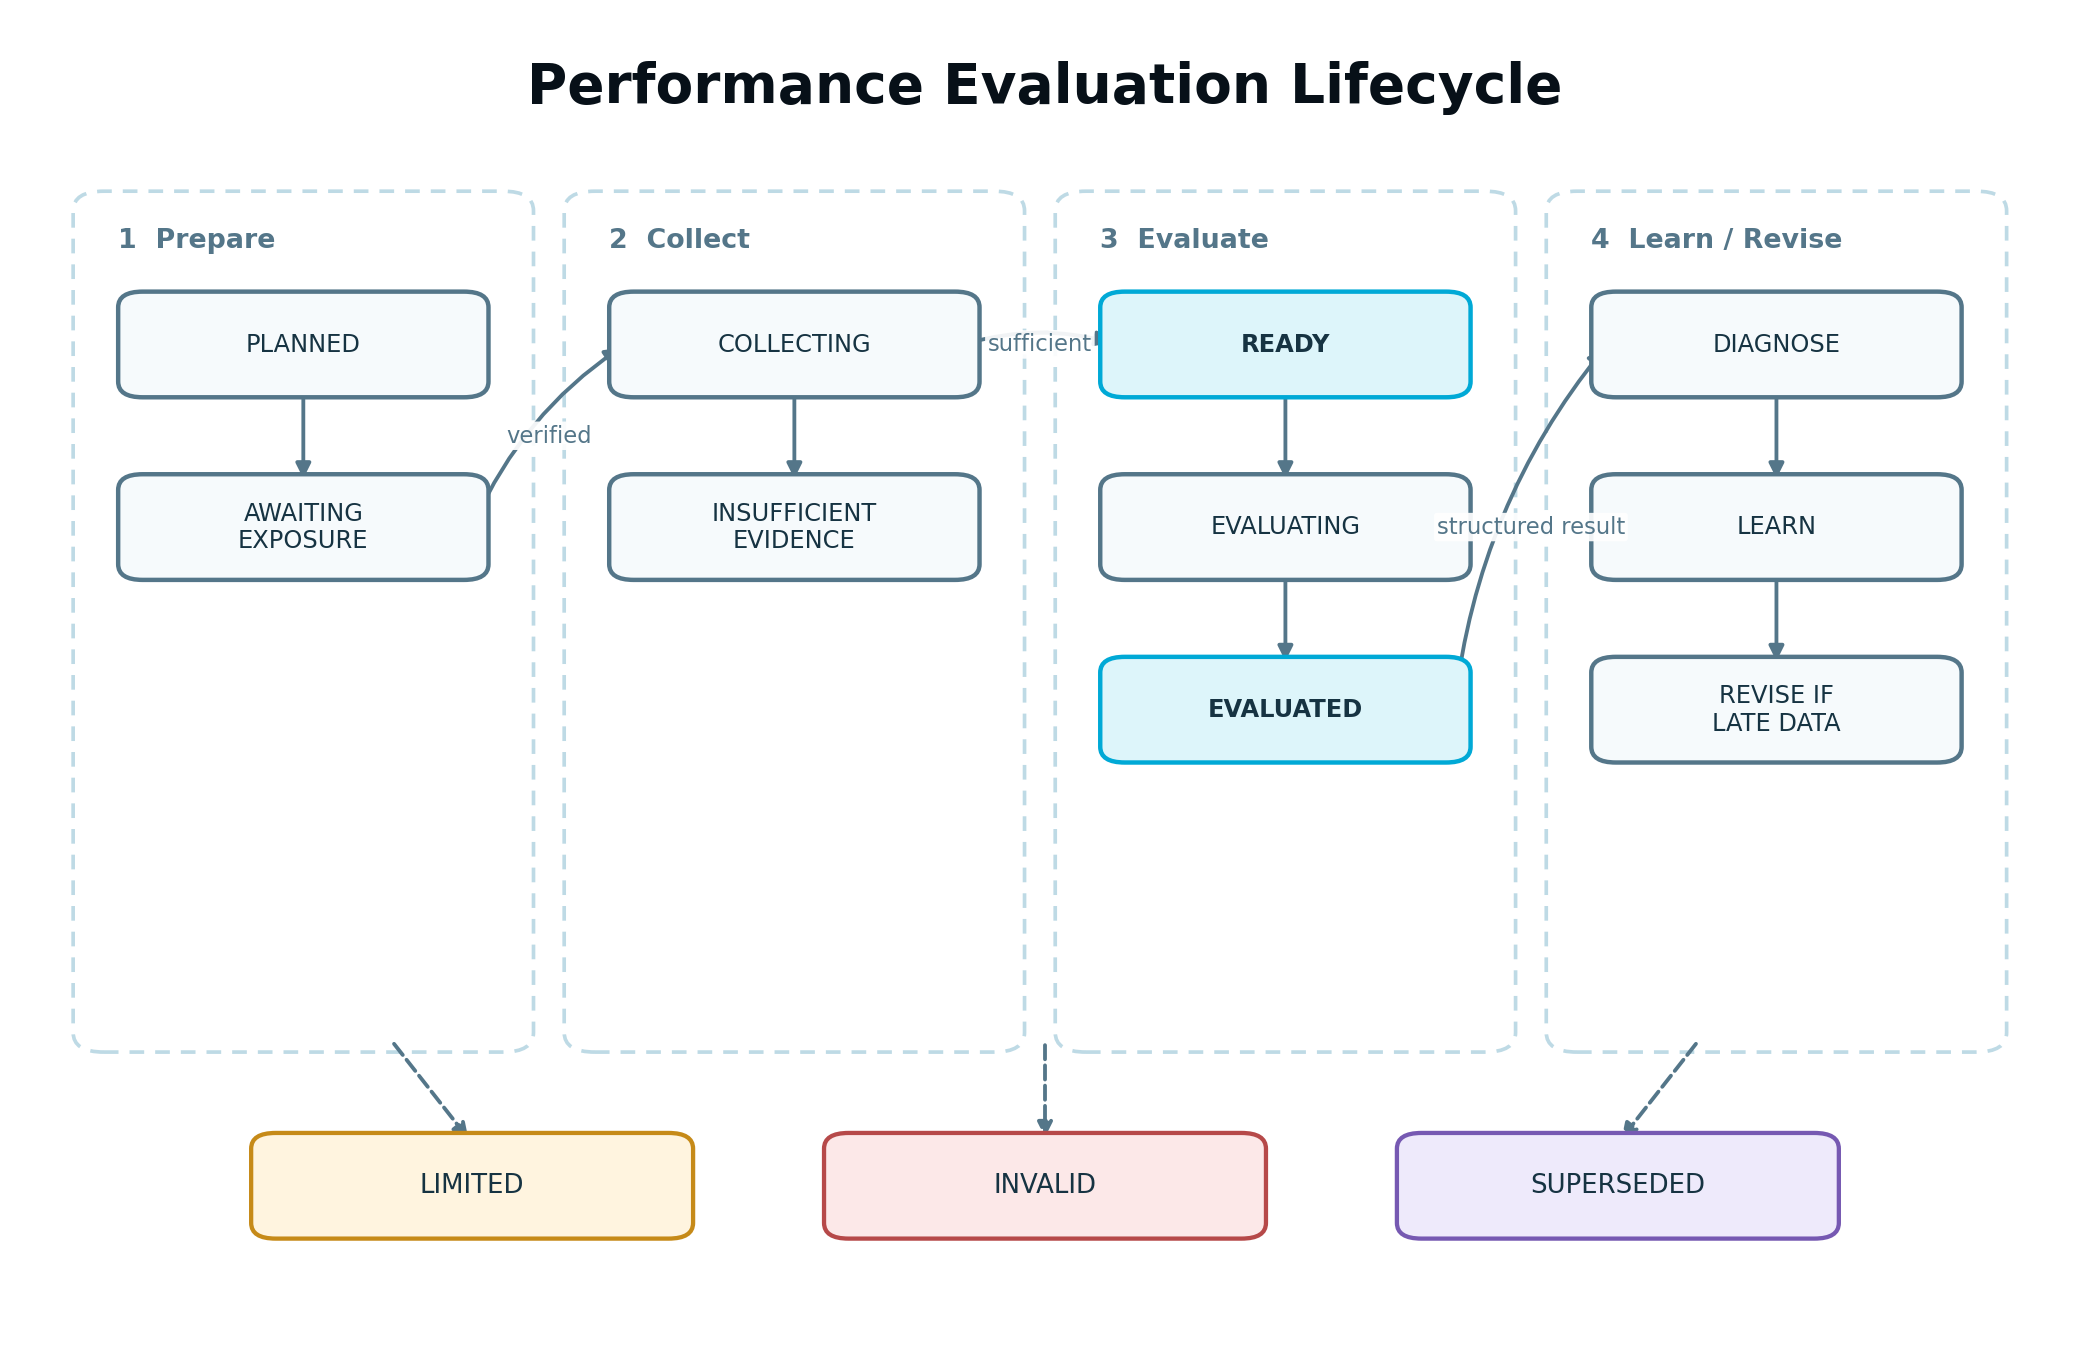 Performance Evaluation Lifecycle
1 Prepare
PLANNED
AWAITING
EXPOSURE
verified
2 Collect
COLLECTING
INSUFFICIENT
EVIDENCE
sufficient
3 Evaluate
READY
EVALUATING
EVALUATED
structured result
4 Learn / Revise
DIAGNOSE
LEARN
REVISE IF
LATE DATA
LIMITED
INVALID
SUPERSEDED